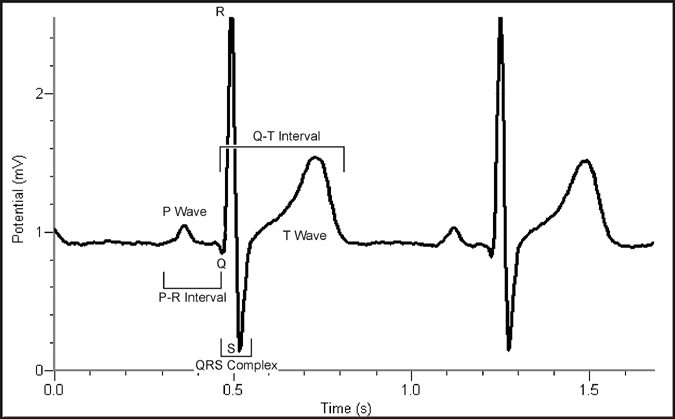 R
2
Q-T Interval
Potential (mV)
P Wave
T Wave
1
Q
P-R Interval
S
QRS Complex
0
0.0
0.5
1.0
1.5
Time (s)